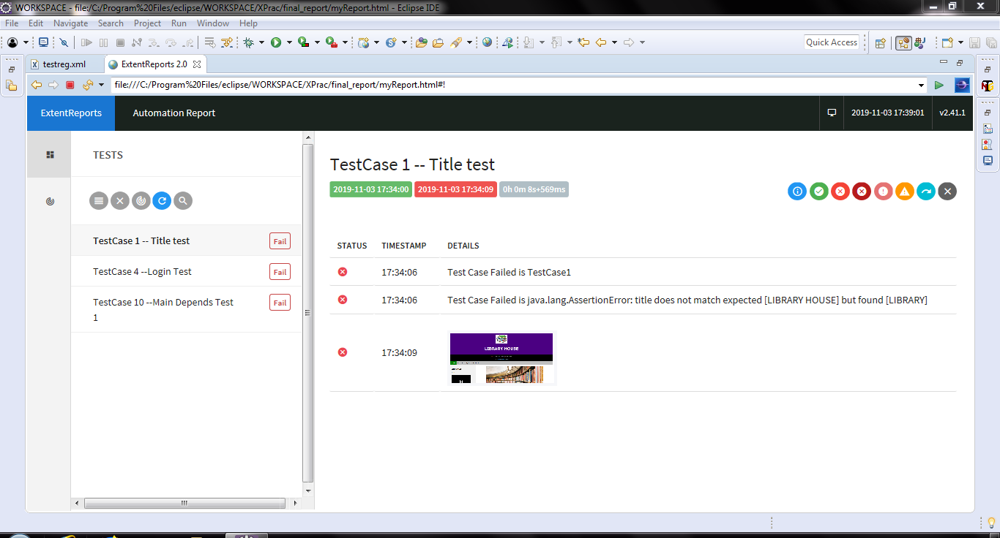 WORKSPACE - file:/C:/Program%20Files/eclipse/WORKSPACE/XPrac/final_report/myReport.html - Eclipse IDE
File Edit Navigate Search Project Run Window Help
Quick Access
testreg.xml ExtentReports 2.0
file:///C:/Program%20Files/eclipse/WORKSPACE/XPrac/final_report/myReport.html#!
ExtentReports Automation Report 2019-11-03 17:39:01 v2.41.1
TESTS
TestCase 1 -- Title test Fail
TestCase 4 --Login Test Fail
TestCase 10 --Main Depends Test Fail
1
TestCase 1 -- Title test
2019-11-03 17:34:00 2019-11-03 17:34:09 0h 0m 8s+569ms
STATUS TIMESTAMP DETAILS
17:34:06 Test Case Failed is TestCase1
17:34:06 Test Case Failed is java.lang.AssertionError: title does not match expected [LIBRARY HOUSE] but found [LIBRARY]
17:34:09
LIBRARY HOUSE